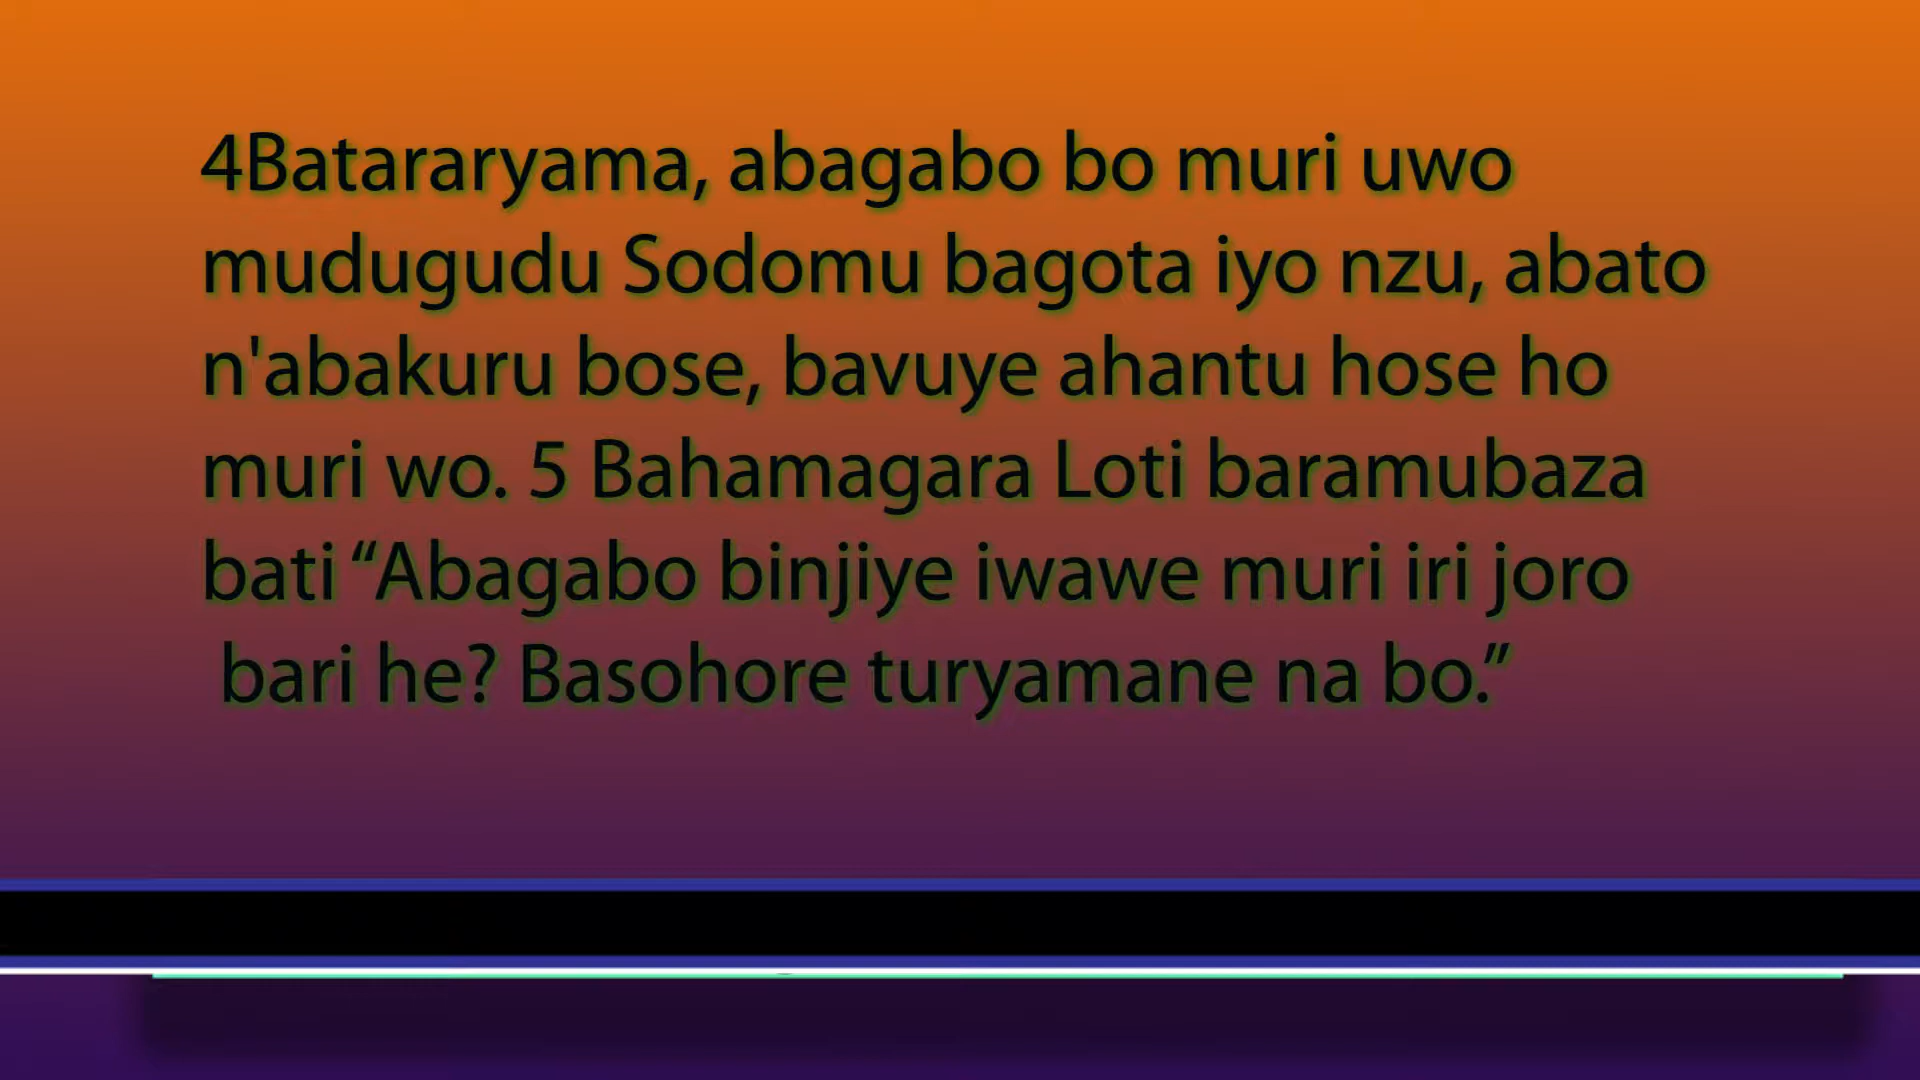 4Batararyama, abagabo bo muri uwo
mudugudu Sodomu bagota iyo nzu, abato
n'abakuru bose, bavuye ahantu hose ho
muri wo. 5 Bahamagara Loti baramubaza
bati “Abagabo binjiye iwawe muri iri joro
bari he? Basohore turyamane na bo.”